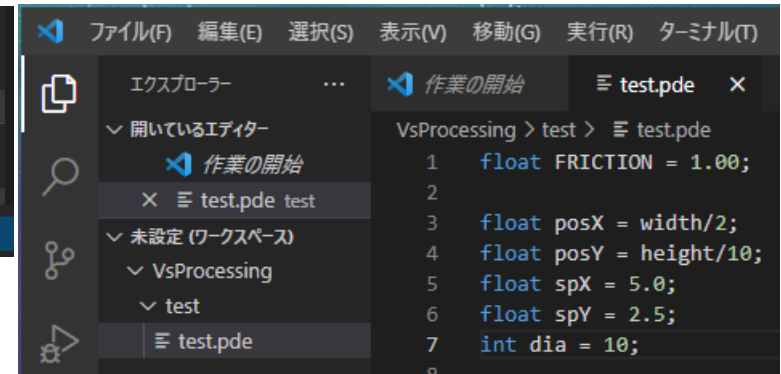 ファイル(F) 編集(E) 選択(S) 表示(V) 移動(G) 実行(R) ターミナル(T)
エクスプローラー ...
開いているエディター
作業の開始
× test.pde test
未設定 (ワークスペース)
VsProcessing
test
test.pde
作業の開始 test.pde ×
VsProcessing > test > test.pde
1 float FRICTION = 1.00;
2
3 float posX = width/2;
4 float posY = height/10;
5 float spX = 5.0;
6 float spY = 2.5;
7 int dia = 10;
8